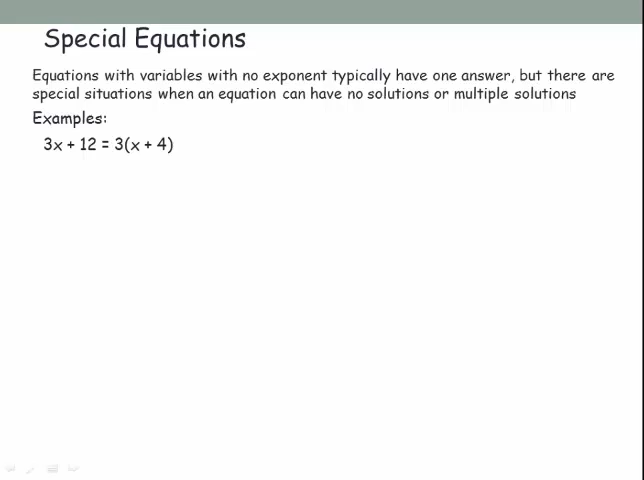 Special Equations
Equations with variables with no exponent typically have one answer, but there are
special situations when an equation can have no solutions or multiple solutions
Examples:
3x + 12 = 3(x + 4)